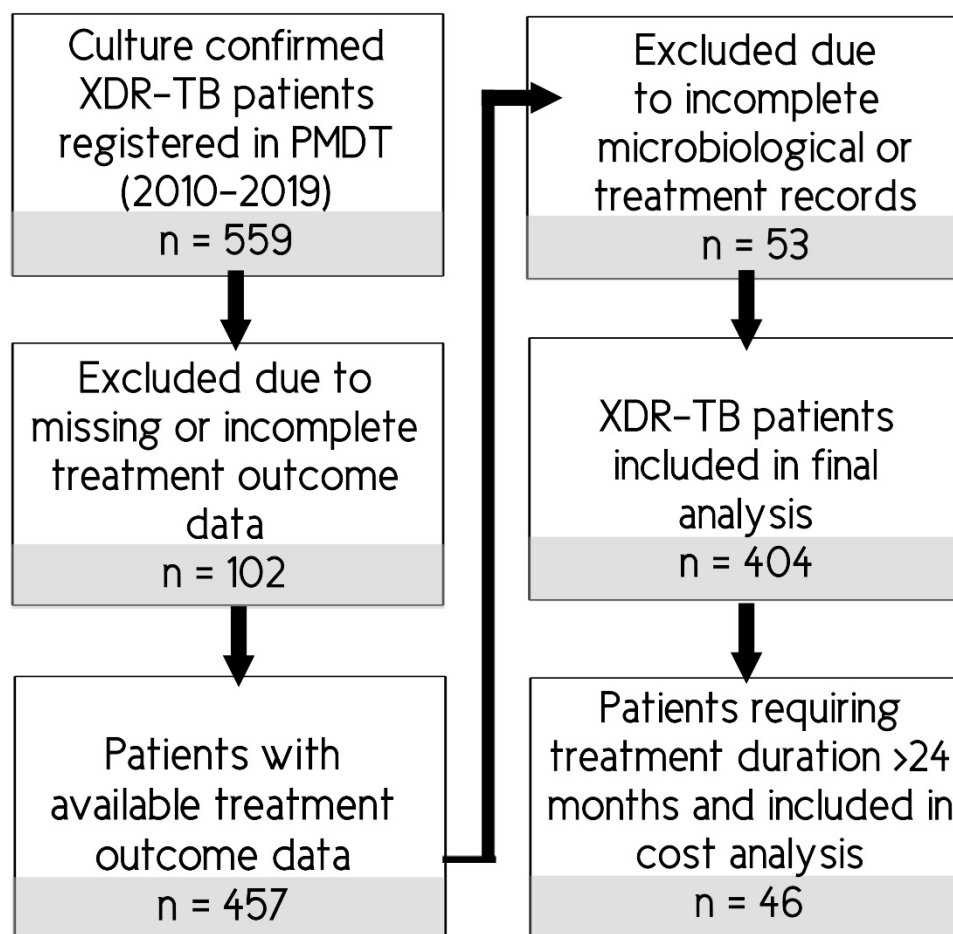 Culture confirmed
XDR-TB patients
registered in PMDT
(2010-2019)
n = 559
Excluded due to
missing or incomplete
treatment outcome
data
n = 102
Patients with
available treatment
outcome data
n = 457
Excluded due
to incomplete
microbiological or
treatment records
n = 53
XDR-TB patients
included in final
analysis
n = 404
Patients requiring
treatment duration >24
months and included in
cost analysis
n = 46